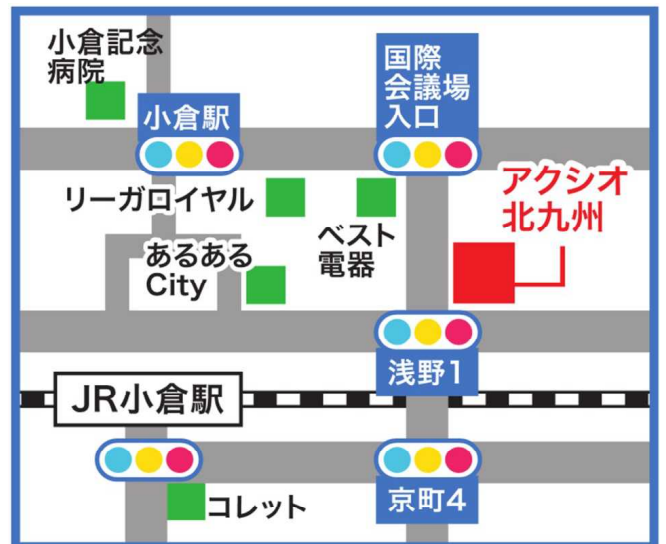 小倉記念
病院
小倉駅
国際
会議場
入口
リーガロイヤル
ベスト
電器
アクシオ
北九州
あるある
City
浅野1
JR小倉駅
京町4
コレット